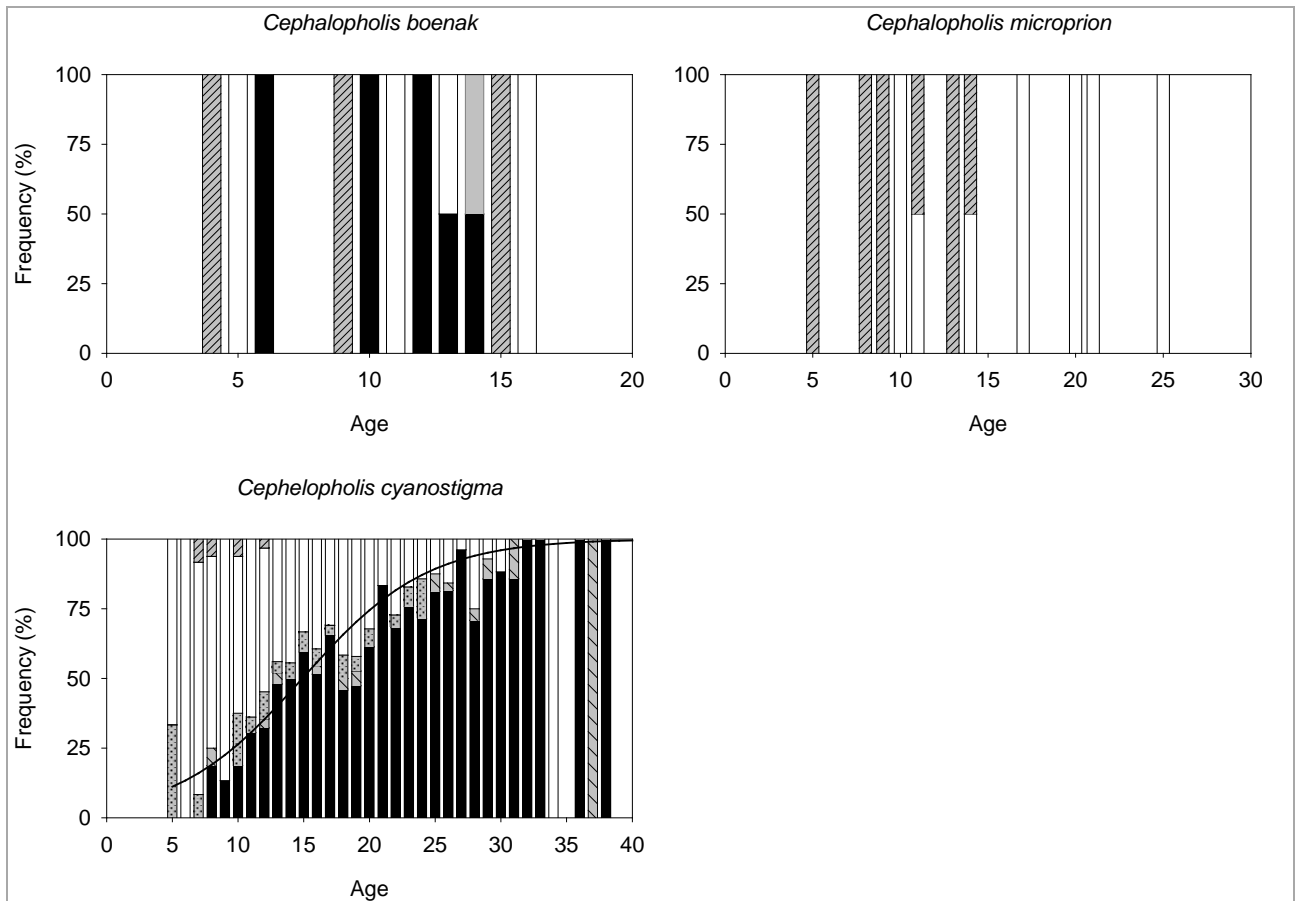 Cephalopholis boenak
100
75
50
25
0
Frequency (%)
0 5 10 15 20
Age
Cephalopholis microprion
100
75
50
25
0
Frequency (%)
0 5 10 15 20 25 30
Age
Cephelopholis cyanostigma
100
75
50
25
0
Frequency (%)
0 5 10 15 20 25 30 35 40
Age